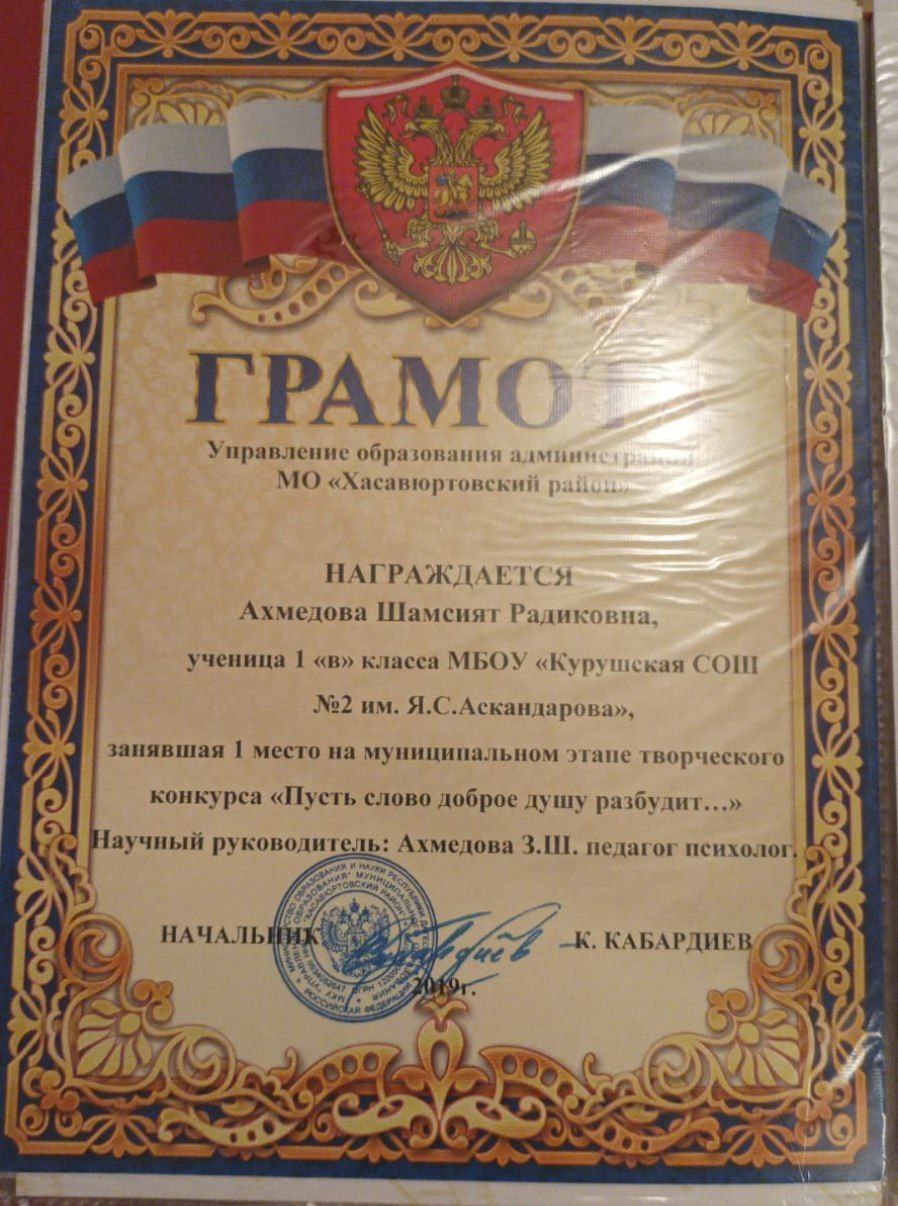 ГРАМОТА
Управление образования администрации
МО «Хасавюртовский район»
НАГРАЖДАЕТСЯ
Ахмедова Шамсият Радиковна,
ученица 1 «в» класса МБОУ «Курушская СОШ
№2 им. Я.С.Аскандарова»,
занявшая 1 место на муниципальном этапе творческого
конкурса «Пусть слово доброе душу разбудит…»
Научный руководитель: Ахмедова З.Ш. педагог психолог.
НАЧАЛЬНИК К. КАБАРДИЕВ
2019г.